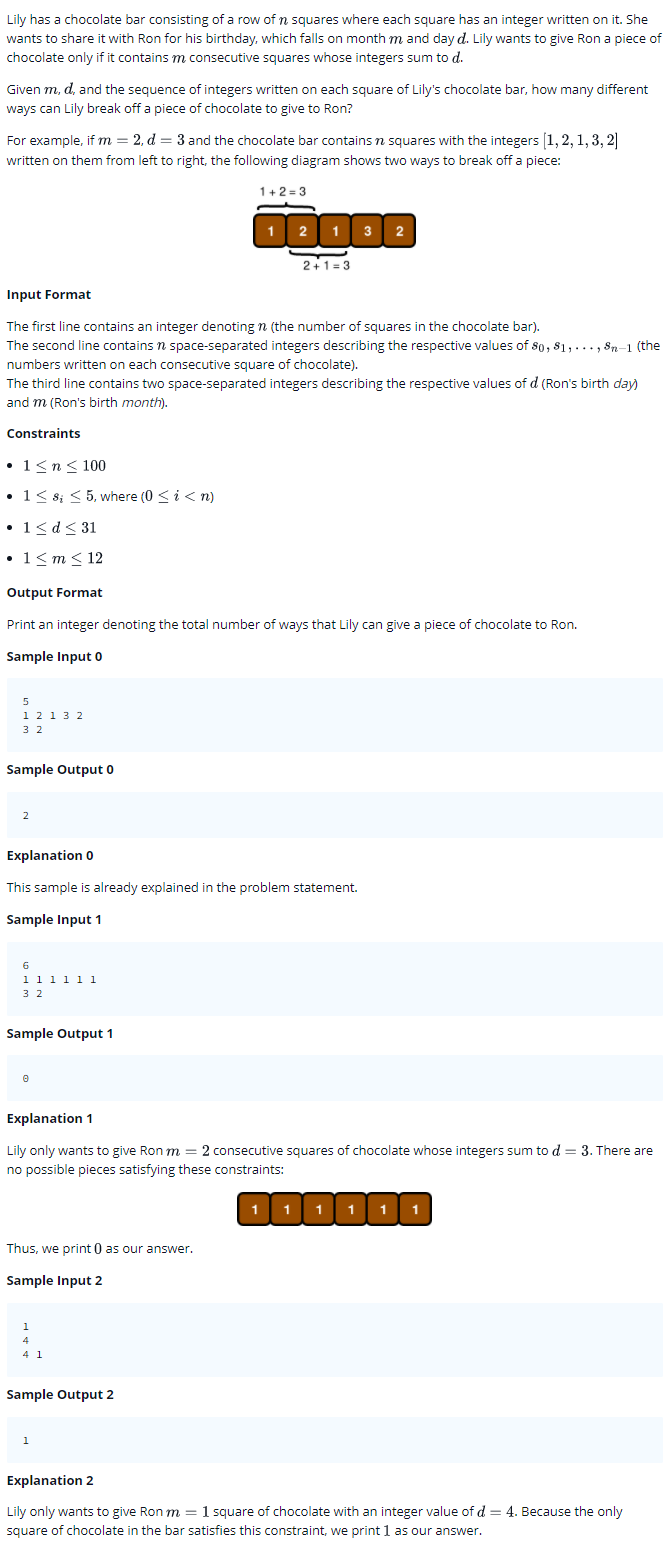 Lily has a chocolate bar consisting of a row of n squares where each square has an integer written on it. She
wants to share it with Ron for his birthday, which falls on month m and day d. Lily wants to give Ron a piece of
chocolate only if it contains m consecutive squares whose integers sum to d.
Given m, d, and the sequence of integers written on each square of Lily's chocolate bar, how many different
ways can Lily break off a piece of chocolate to give to Ron?
For example, if m = 2, d = 3 and the chocolate bar contains n squares with the integers [1, 2, 1, 3, 2]
written on them from left to right, the following diagram shows two ways to break off a piece:
1 + 2 = 3
1 2 1 3 2
2 + 1 = 3
Input Format
The first line contains an integer denoting n (the number of squares in the chocolate bar).
The second line contains n space-separated integers describing the respective values of s₀, s₁, . . . , sₙ₋₁ (the
numbers written on each consecutive square of chocolate).
The third line contains two space-separated integers describing the respective values of d (Ron's birth day)
and m (Ron's birth month).
Constraints
• 1 ≤ n ≤ 100
• 1 ≤ sᵢ ≤ 5, where (0 ≤ i < n)
• 1 ≤ d ≤ 31
• 1 ≤ m ≤ 12
Output Format
Print an integer denoting the total number of ways that Lily can give a piece of chocolate to Ron.
Sample Input 0
5
1 2 1 3 2
3 2
Sample Output 0
2
Explanation 0
This sample is already explained in the problem statement.
Sample Input 1
6
1 1 1 1 1 1
3 2
Sample Output 1
0
Explanation 1
Lily only wants to give Ron m = 2 consecutive squares of chocolate whose integers sum to d = 3. There are
no possible pieces satisfying these constraints:
1 1 1 1 1 1
Thus, we print 0 as our answer.
Sample Input 2
1
4
4 1
Sample Output 2
1
Explanation 2
Lily only wants to give Ron m = 1 square of chocolate with an integer value of d = 4. Because the only
square of chocolate in the bar satisfies this constraint, we print 1 as our answer.